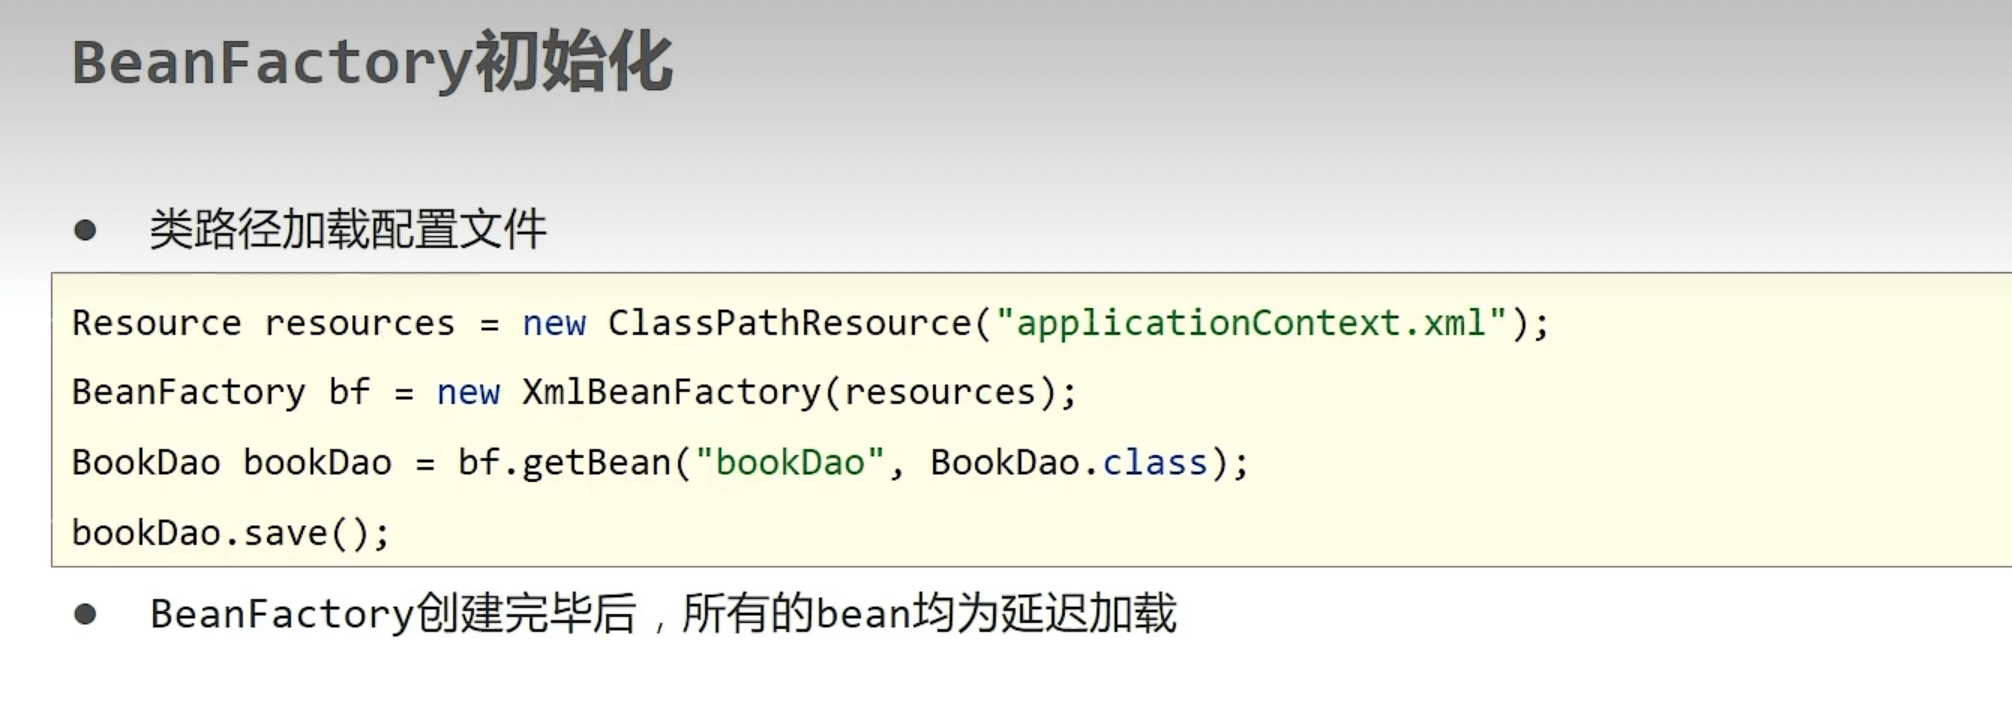 BeanFactory初始化
● 类路径加载配置文件
Resource resources = new ClassPathResource("applicationContext.xml");
BeanFactory bf = new XmlBeanFactory(resources);
BookDao bookDao = bf.getBean("bookDao", BookDao.class);
bookDao.save();
● BeanFactory创建完毕后，所有的bean均为延迟加载